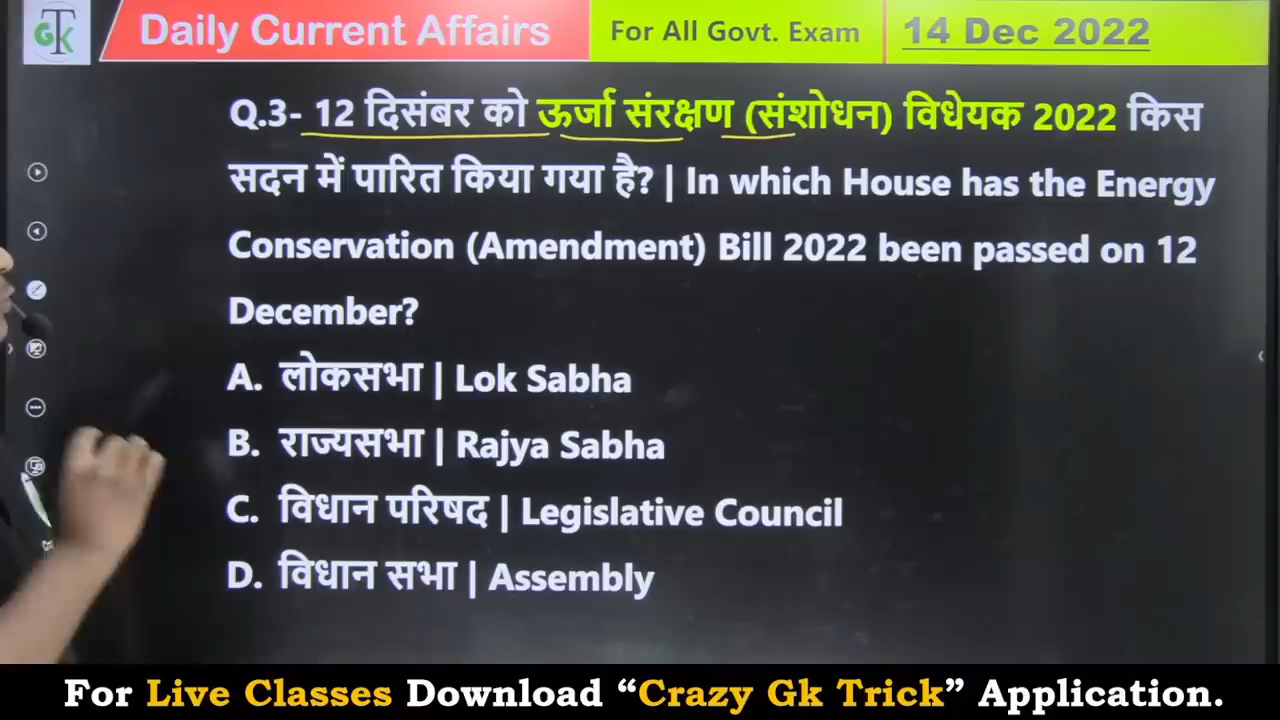 GTK
Daily Current Affairs
For All Govt. Exam
14 Dec 2022
Q.3- 12 दिसंबर को ऊर्जा संरक्षण (संशोधन) विधेयक 2022 किस
सदन में पारित किया गया है? | In which House has the Energy
Conservation (Amendment) Bill 2022 been passed on 12
December?
A. लोकसभा | Lok Sabha
B. राज्यसभा | Rajya Sabha
C. विधान परिषद | Legislative Council
D. विधान सभा | Assembly
For Live Classes Download “Crazy Gk Trick” Application.